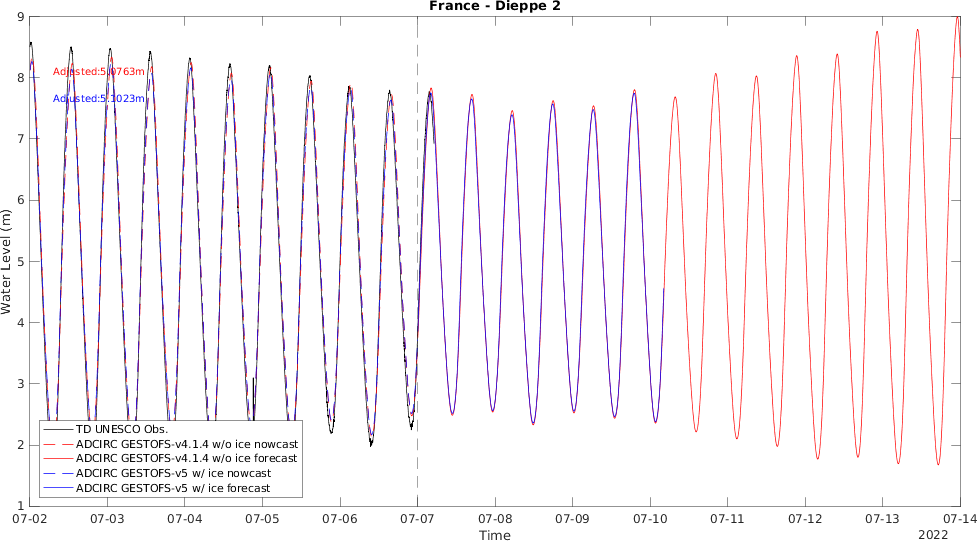 France - Dieppe 2
9
8
7
6
5
4
3
2
1
Water Level (m)
Adjusted:5.0763m
Adjusted:5.1023m
TD UNESCO Obs.
ADCIRC GESTOFS-v4.1.4 w/o ice nowcast
ADCIRC GESTOFS-v4.1.4 w/o ice forecast
ADCIRC GESTOFS-v5 w/ ice nowcast
ADCIRC GESTOFS-v5 w/ ice forecast
07-02 07-03 07-04 07-05 07-06 07-07 07-08 07-09 07-10 07-11 07-12 07-13 07-14
Time
2022